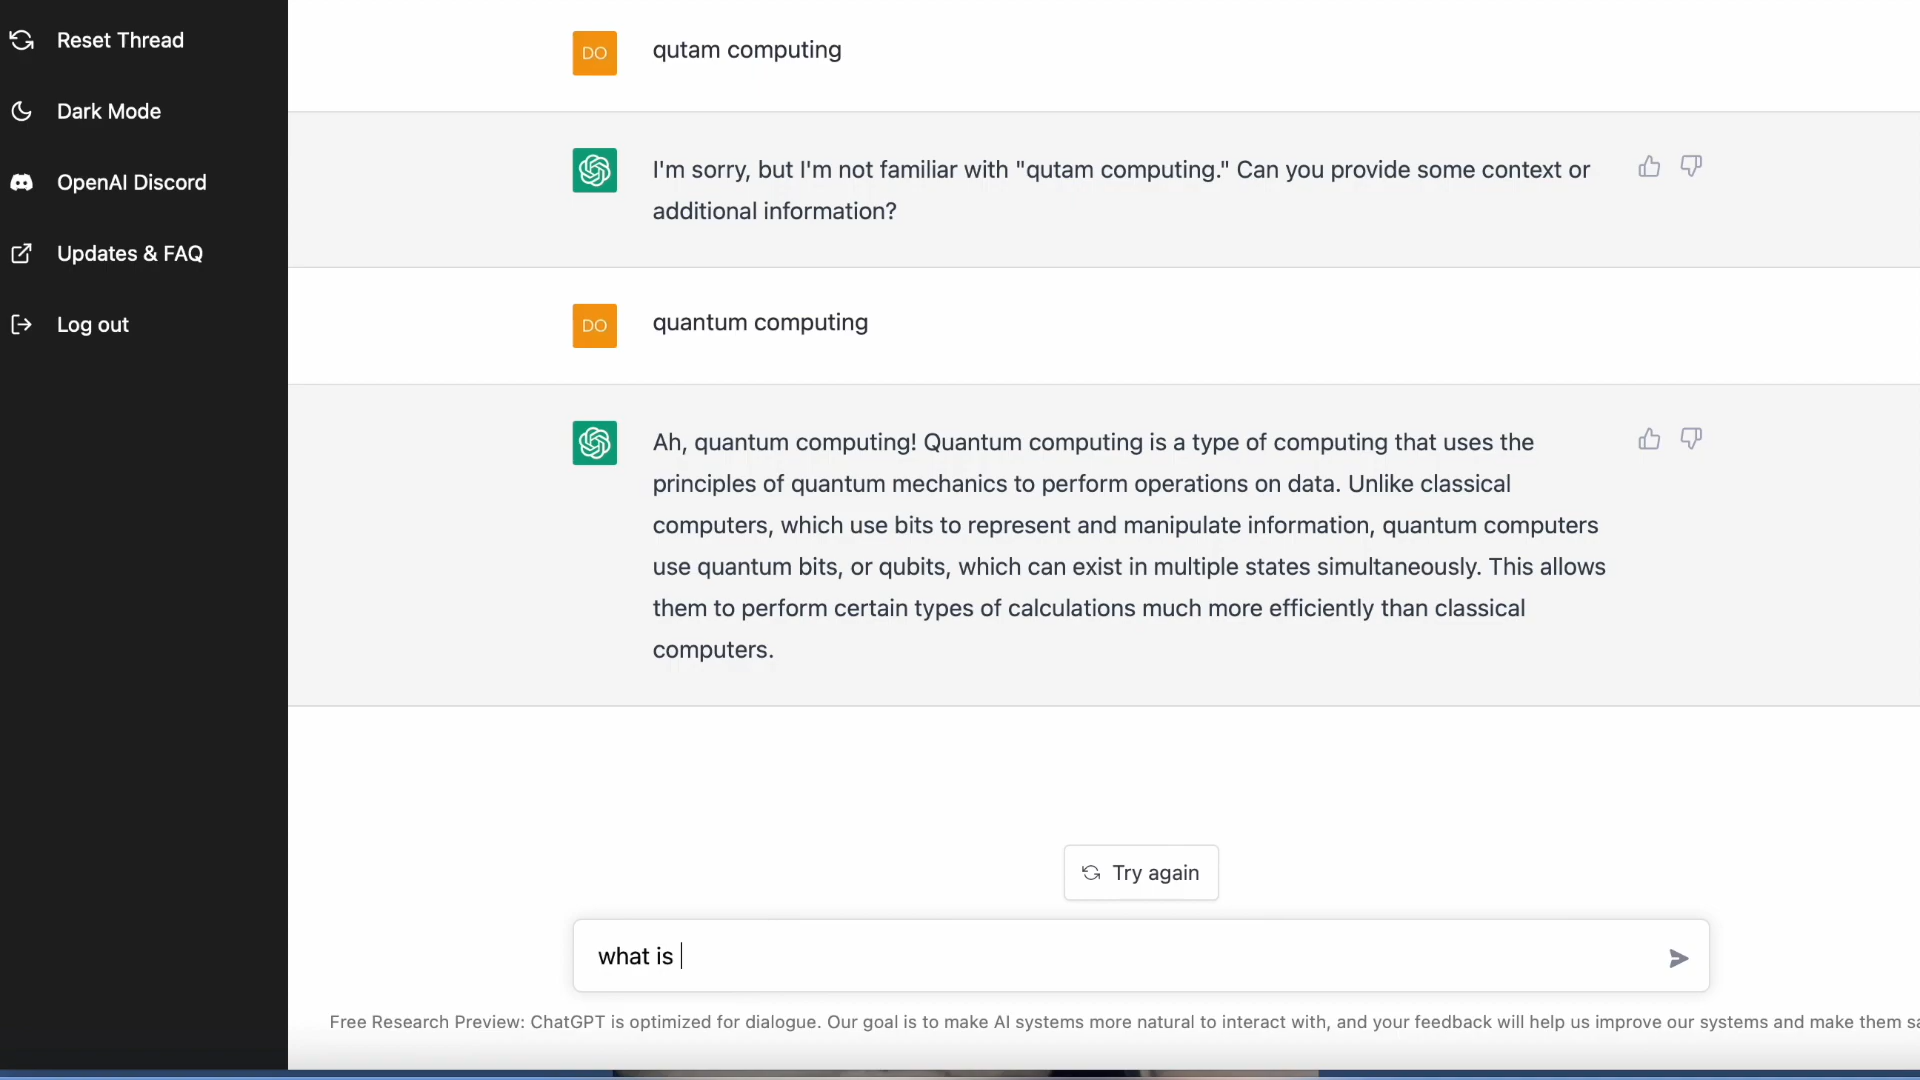 Reset Thread
Dark Mode
OpenAI Discord
Updates & FAQ
Log out
DO
qutam computing
I'm sorry, but I'm not familiar with "qutam computing." Can you provide some context or
additional information?
DO
quantum computing
Ah, quantum computing! Quantum computing is a type of computing that uses the
principles of quantum mechanics to perform operations on data. Unlike classical
computers, which use bits to represent and manipulate information, quantum computers
use quantum bits, or qubits, which can exist in multiple states simultaneously. This allows
them to perform certain types of calculations much more efficiently than classical
computers.
Try again
what is
Free Research Preview: ChatGPT is optimized for dialogue. Our goal is to make AI systems more natural to interact with, and your feedback will help us improve our systems and make them